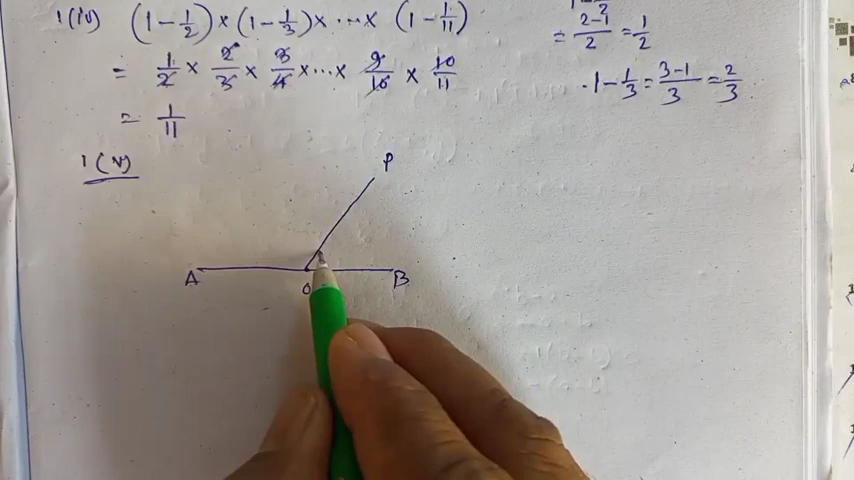 1(iv) (1-1/2)×(1-1/3)×...×(1-1/11)
= 1/2 × 2/3 × 3/4 ×...× 9/10 × 10/11
= 1/11
= (2-1)/2 = 1/2
·1-1/3 = (3-1)/3 = 2/3
1(v)
P
A
O
B